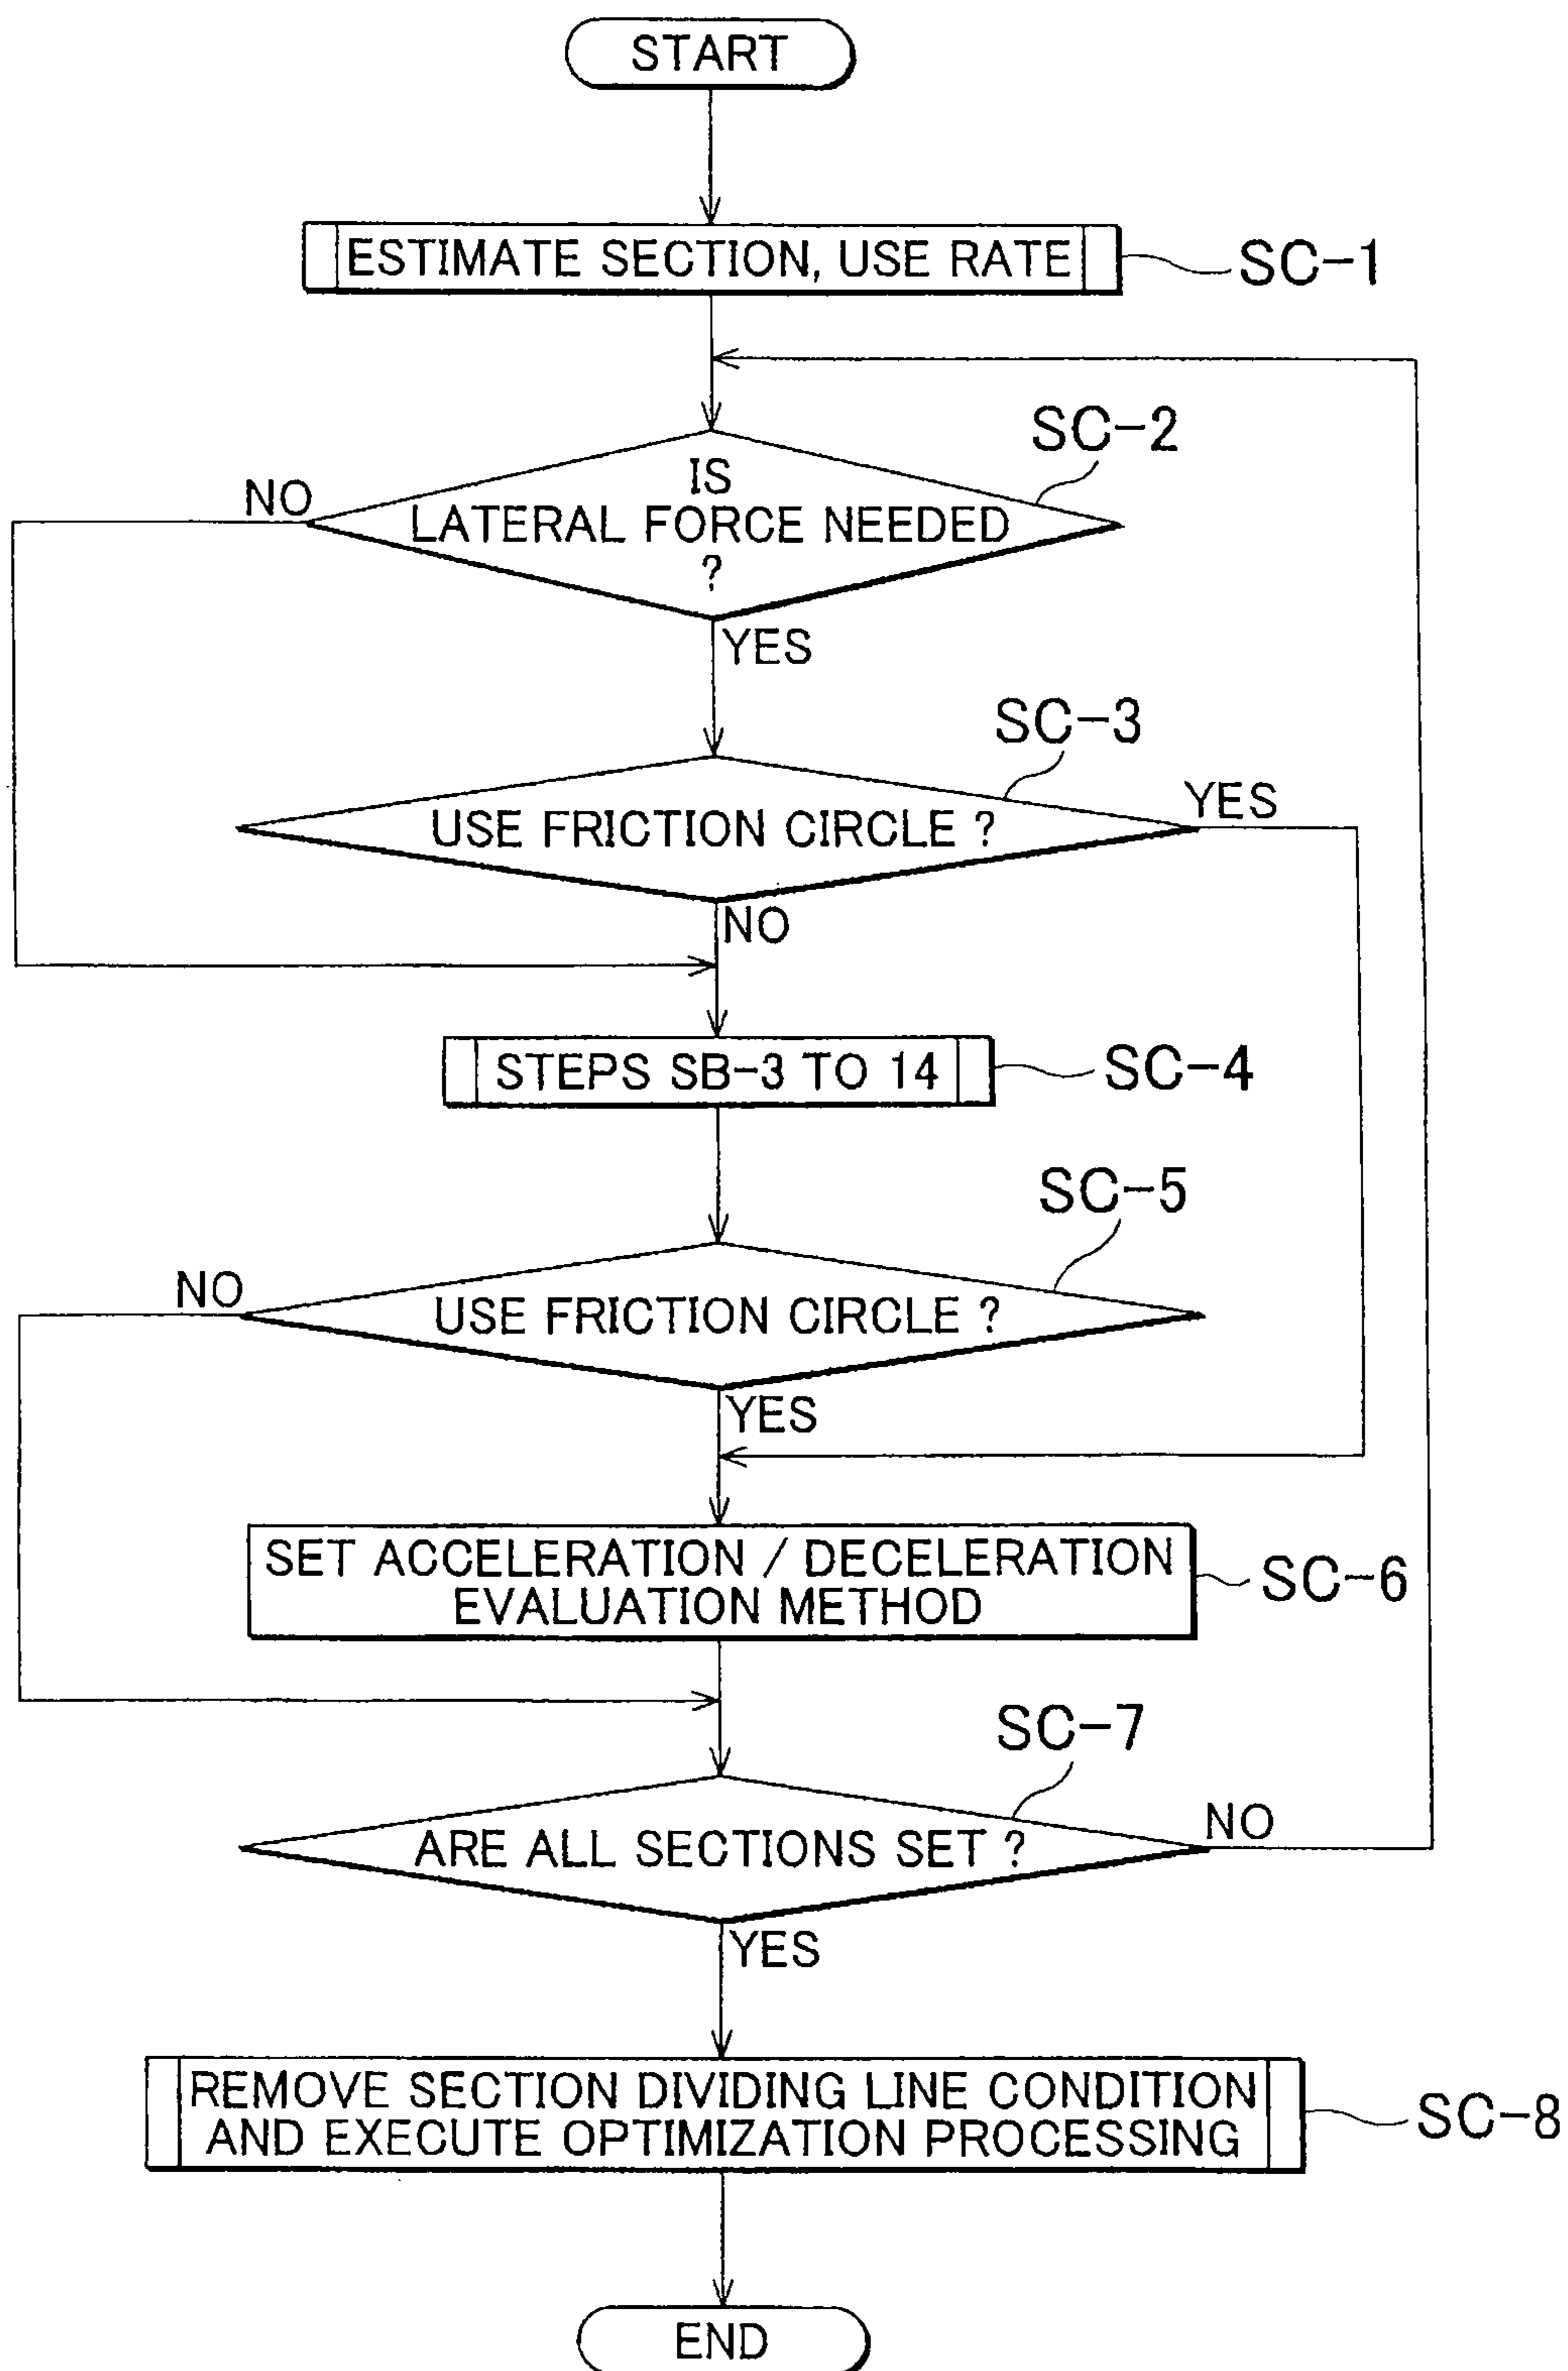 START
ESTIMATE SECTION, USE RATE
SC-1
SC-2
NO
IS
LATERAL FORCE NEEDED
?
YES
SC-3
YES
USE FRICTION CIRCLE ?
NO
STEPS SB-3 TO 14
SC-4
SC-5
NO
USE FRICTION CIRCLE ?
YES
SET ACCELERATION / DECELERATION
EVALUATION METHOD
SC-6
SC-7
NO
ARE ALL SECTIONS SET ?
YES
REMOVE SECTION DIVIDING LINE CONDITION
AND EXECUTE OPTIMIZATION PROCESSING
SC-8
END